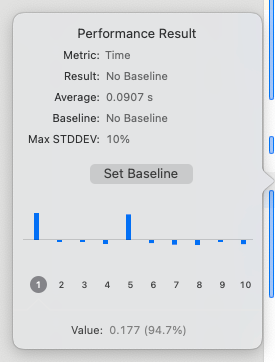 Performance Result
Metric: Time
Result: No Baseline
Average: 0.0907 s
Baseline: No Baseline
Max STDDEV: 10%
Set Baseline
1 2 3 4 5 6 7 8 9 10
Value: 0.177 (94.7%)